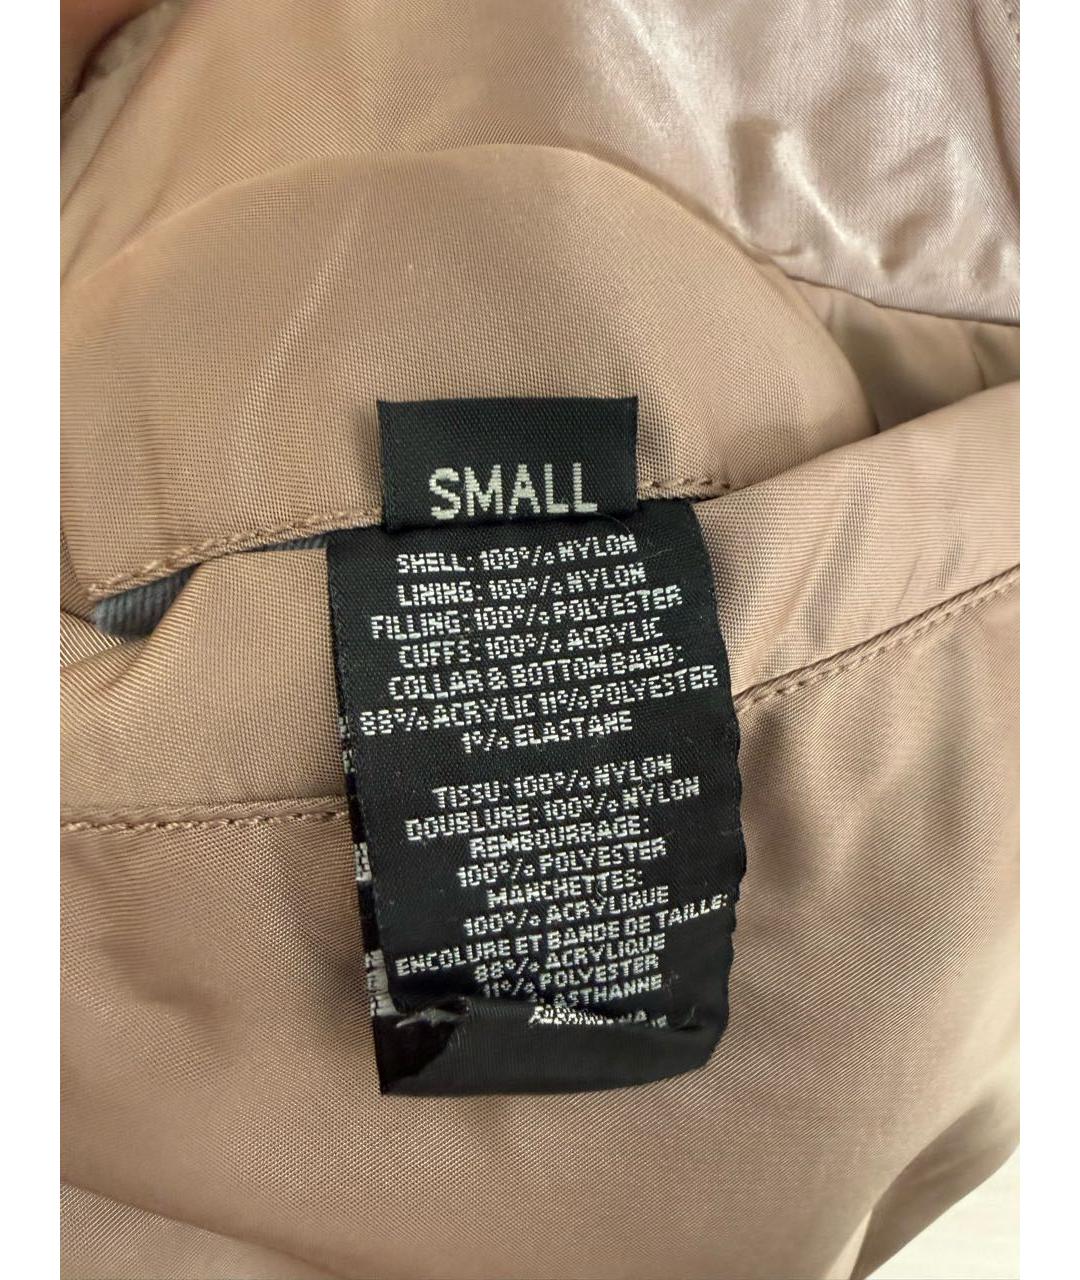 SMALL
SHELL: 100% NYLON
LINING: 100% NYLON
FILLING: 100% POLYESTER
CUFFS: 100% ACRYLIC
COLLAR & BOTTOM BAND:
88% ACRYLIC 11% POLYESTER
1% ELASTANE
TISSU: 100% NYLON
DOUBLURE: 100% NYLON
REMBOURRAGE:
100% POLYESTER
MANCHETTES:
100% ACRYLIQUE
ENCOLURE ET BANDE DE TAILLE:
88% ACRYLIQUE
11% POLYESTER